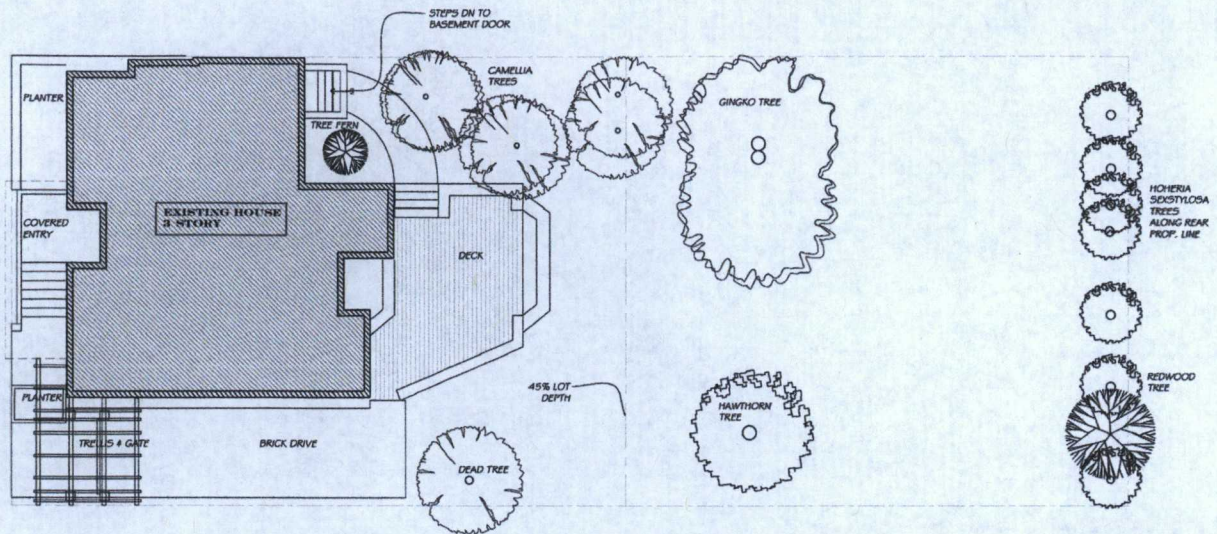 STEPS DN TO
BASEMENT DOOR
PLANTER
TREE FERN
CAMELLIA
TREES
GINGKO TREE
HOHERIA
SEXSTYLOSA
TREES
ALONG REAR
PROP. LINE
COVERED
ENTRY
EXISTING HOUSE
3 STORY
DECK
45% LOT
DEPTH
REDWOOD
TREE
PLANTER
HAWTHORN
TREE
TRELLIS & GATE
BRICK DRIVE
DEAD TREE